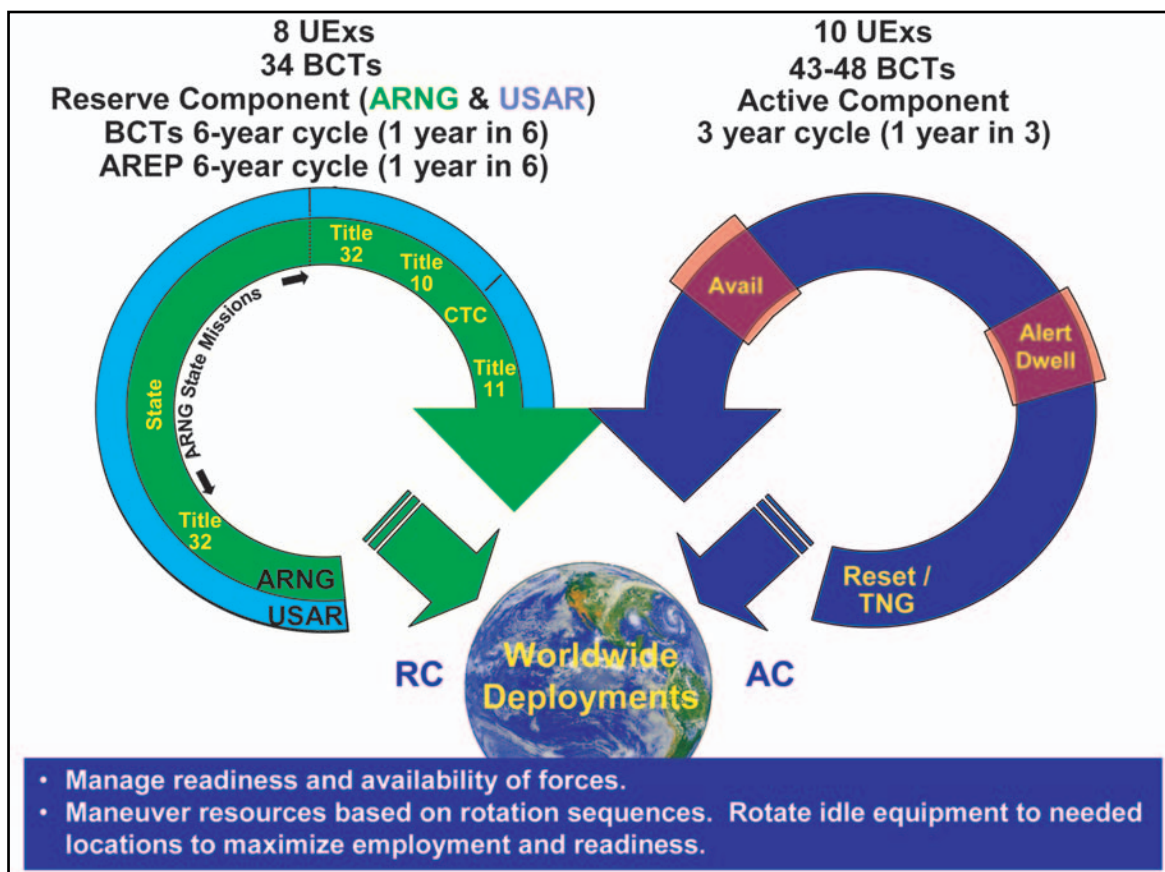 8 UExs
34 BCTs
Reserve Component (ARNG & USAR)
BCTs 6-year cycle (1 year in 6)
AREP 6-year cycle (1 year in 6)
10 UExs
43-48 BCTs
Active Component
3 year cycle (1 year in 3)
Title
32
Title
10
CTC
Title
11
ARNG State Missions
State
Title
32
ARNG
USAR
Avail
Alert
Dwell
Reset /
TNG
RC
Worldwide
Deployments
AC
• Manage readiness and availability of forces.
• Maneuver resources based on rotation sequences. Rotate idle equipment to needed
locations to maximize employment and readiness.